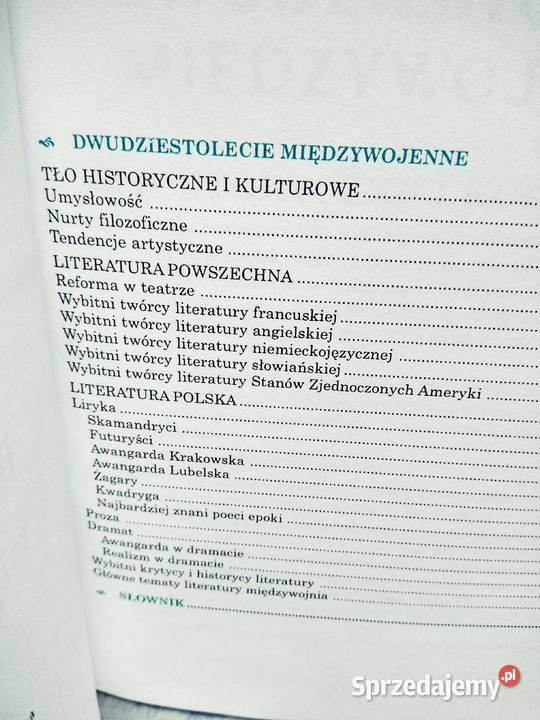 DWUDZIESTOLECIE MIĘDZYWOJENNE
TŁO HISTORYCZNE I KULTUROWE
Umysłowość
Nurty filozoficzne
Tendencje artystyczne
LITERATURA POWSZECHNA
Reforma w teatrze
Wybitni twórcy literatury francuskiej
Wybitni twórcy literatury angielskiej
Wybitni twórcy literatury niemieckojęzycznej
Wybitni twórcy literatury słowiańskiej
Wybitni twórcy literatury Stanów Zjednoczonych Ameryki
LITERATURA POLSKA
Liryka
Skamandryci
Futuryści
Awangarda Krakowska
Awangarda Lubelska
Żagary
Kwadryga
Najbardziej znani poeci epoki
Proza
Dramat
Awangarda w dramacie
Realizm w dramacie
Wybitni krytycy i historycy literatury
Główne tematy literatury międzywojnia
SŁOWNIK
Sprzedajemy.pl